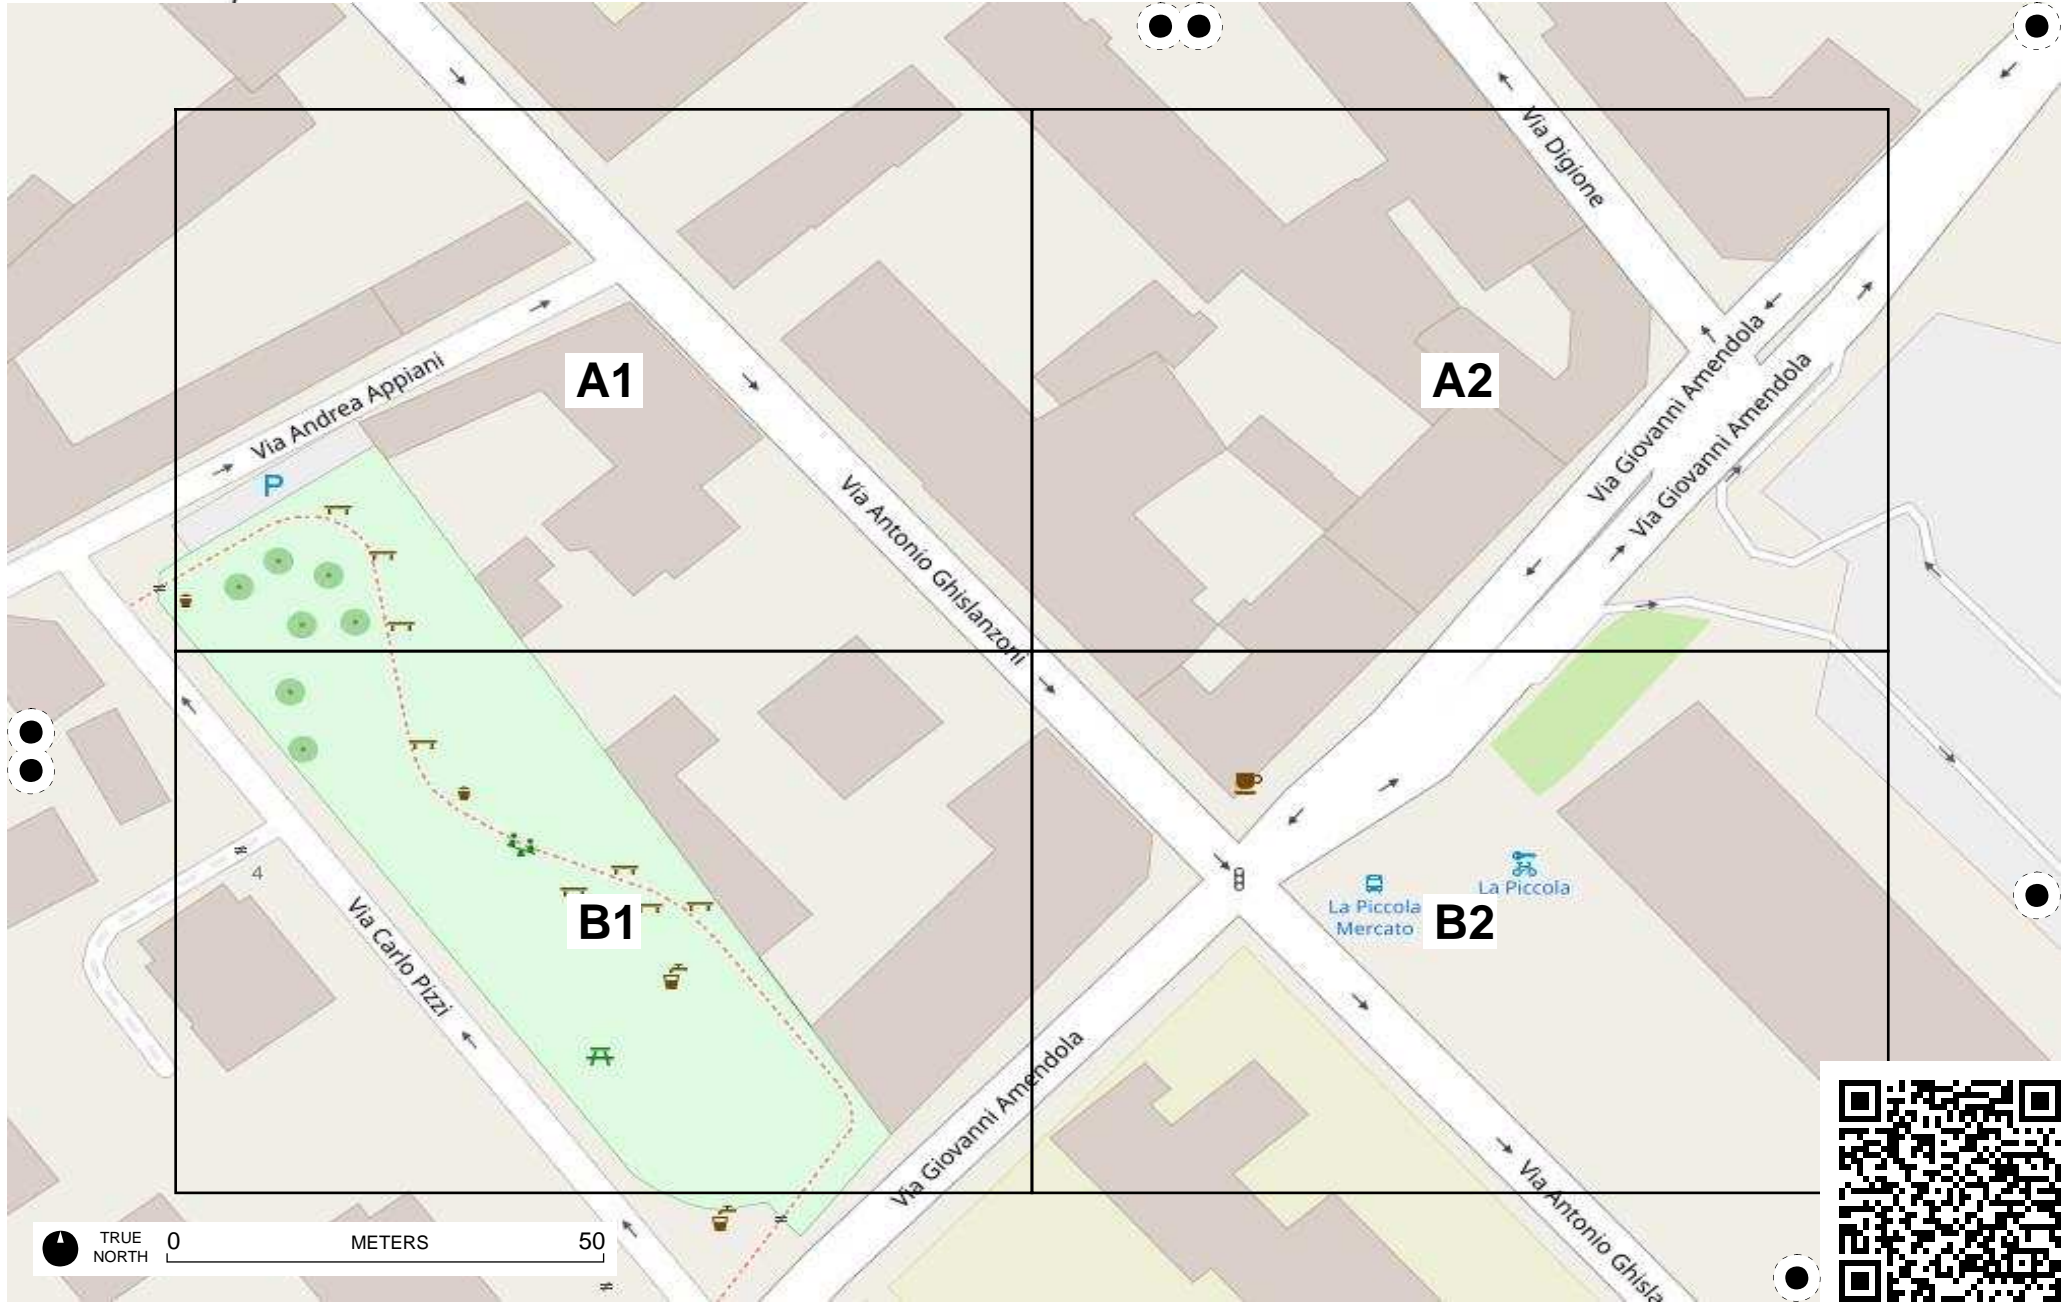 Via Digione
Via Giovanni Amendola
Via Giovanni Amendola
Via Andrea Appiani
A1
A2
P
Via Antonio Ghislanzoni
4
La Piccola
La Piccola
Mercato
B1
B2
Via Carlo Pizzi
Via Giovanni Amendola
Via Antonio Ghisla
TRUE
NORTH
0 METERS 50